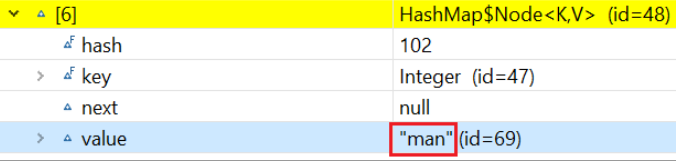 [6] HashMap$Node<K,V> (id=48)
hash 102
key Integer (id=47)
next null
value "man" (id=69)